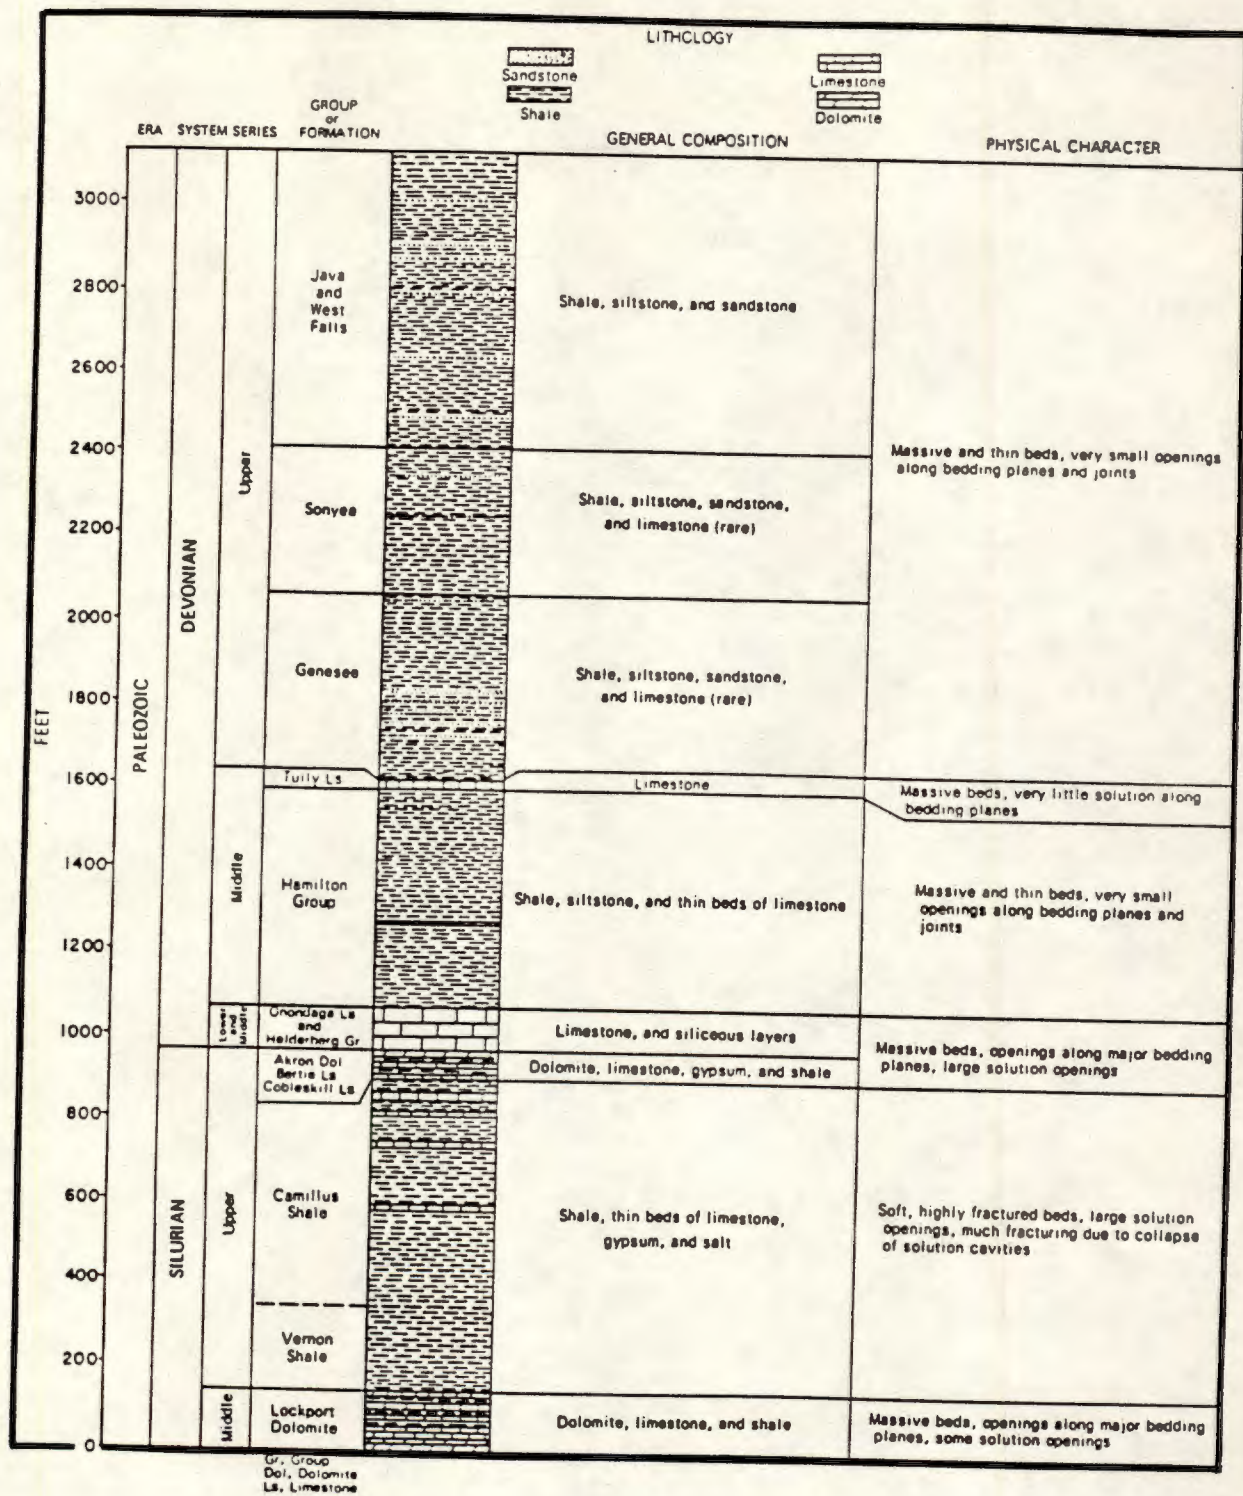 LITHOLOGY
Sandstone
Shale
Limestone
Dolomite
ERA SYSTEM SERIES
GROUP
or
FORMATION
GENERAL COMPOSITION
PHYSICAL CHARACTER
FEET
3000
2800
2600
2400
2200
2000
1800
1600
1400
1200
1000
800
600
400
200
0
PALEOZOIC
DEVONIAN
SILURIAN
Upper
Middle
Lower
and
Middle
Upper
Middle
Java
and
West
Falls
Shale, siltstone, and sandstone
Massive and thin beds, very small openings
along bedding planes and joints
Sonyea
Shale, siltstone, sandstone,
and limestone (rare)
Genesee
Shale, siltstone, sandstone,
and limestone (rare)
Tully Ls
Limestone
Massive beds, very little solution along
bedding planes
Hamilton
Group
Shale, siltstone, and thin beds of limestone
Massive and thin beds, very small
openings along bedding planes and
joints
Onondaga Ls
and
Helderberg Gr
Limestone, and siliceous layers
Massive beds, openings along major bedding
planes, large solution openings
Akron Dol
Bertie Ls
Cobleskill Ls
Dolomite, limestone, gypsum, and shale
Camillus
Shale
Shale, thin beds of limestone,
gypsum, and salt
Soft, highly fractured beds, large solution
openings, much fracturing due to collapse
of solution cavities
Vernon
Shale
Lockport
Dolomite
Dolomite, limestone, and shale
Massive beds, openings along major bedding
planes, some solution openings
Gr, Group
Dol, Dolomite
Ls, Limestone